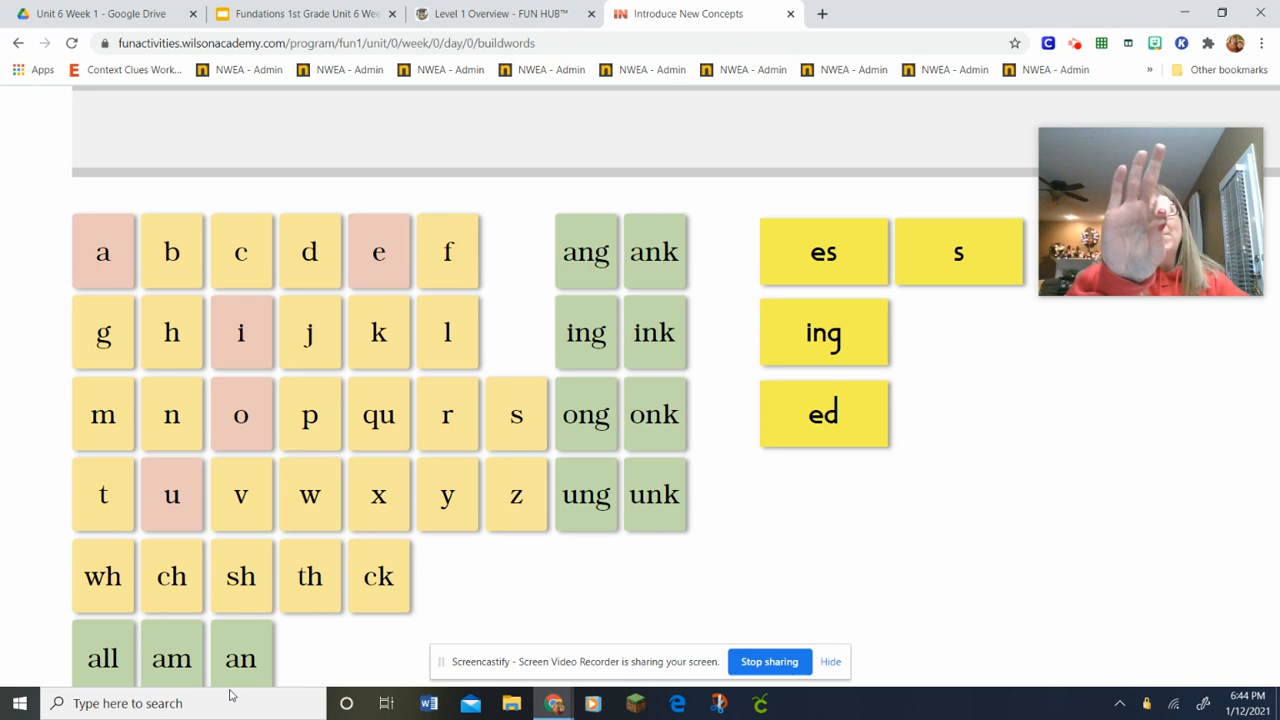 Unit 6 Week 1 - Google Drive
Fundations 1st Grade Unit 6 Wee
Level 1 Overview - FUN HUB™
IN Introduce New Concepts
funactivities.wilsonacademy.com/program/fun1/unit/0/week/0/day/0/buildwords
Apps E Context Clues Work... NWEA - Admin NWEA - Admin NWEA - Admin NWEA - Admin NWEA - Admin NWEA - Admin NWEA - Admin NWEA - Admin NWEA - Admin » Other bookmarks
a b c d e f ang ank es s
g h i j k l ing ink ing
m n o p qu r s ong onk ed
t u v w x y z ung unk
wh ch sh th ck
all am an
Screencastify - Screen Video Recorder is sharing your screen. Stop sharing Hide
Type here to search
6:44 PM
1/12/2021